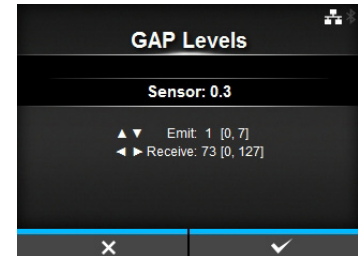 GAP Levels
Sensor: 0.3
▲ ▼ Emit: 1 [0, 7]
◄ ► Receive: 73 [0, 127]